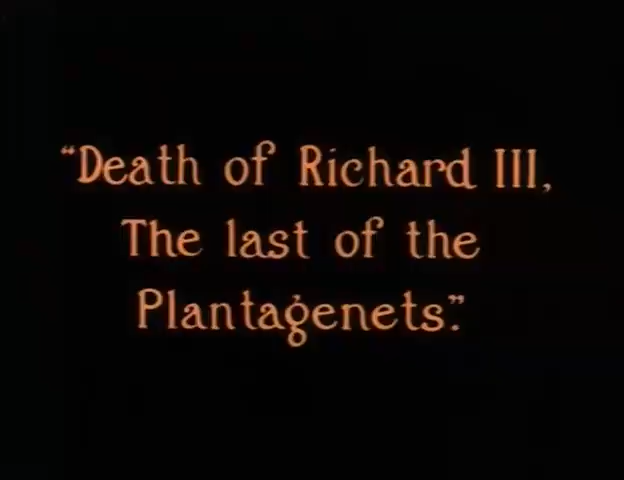 “Death of Richard III,
The last of the
Plantagenets.”